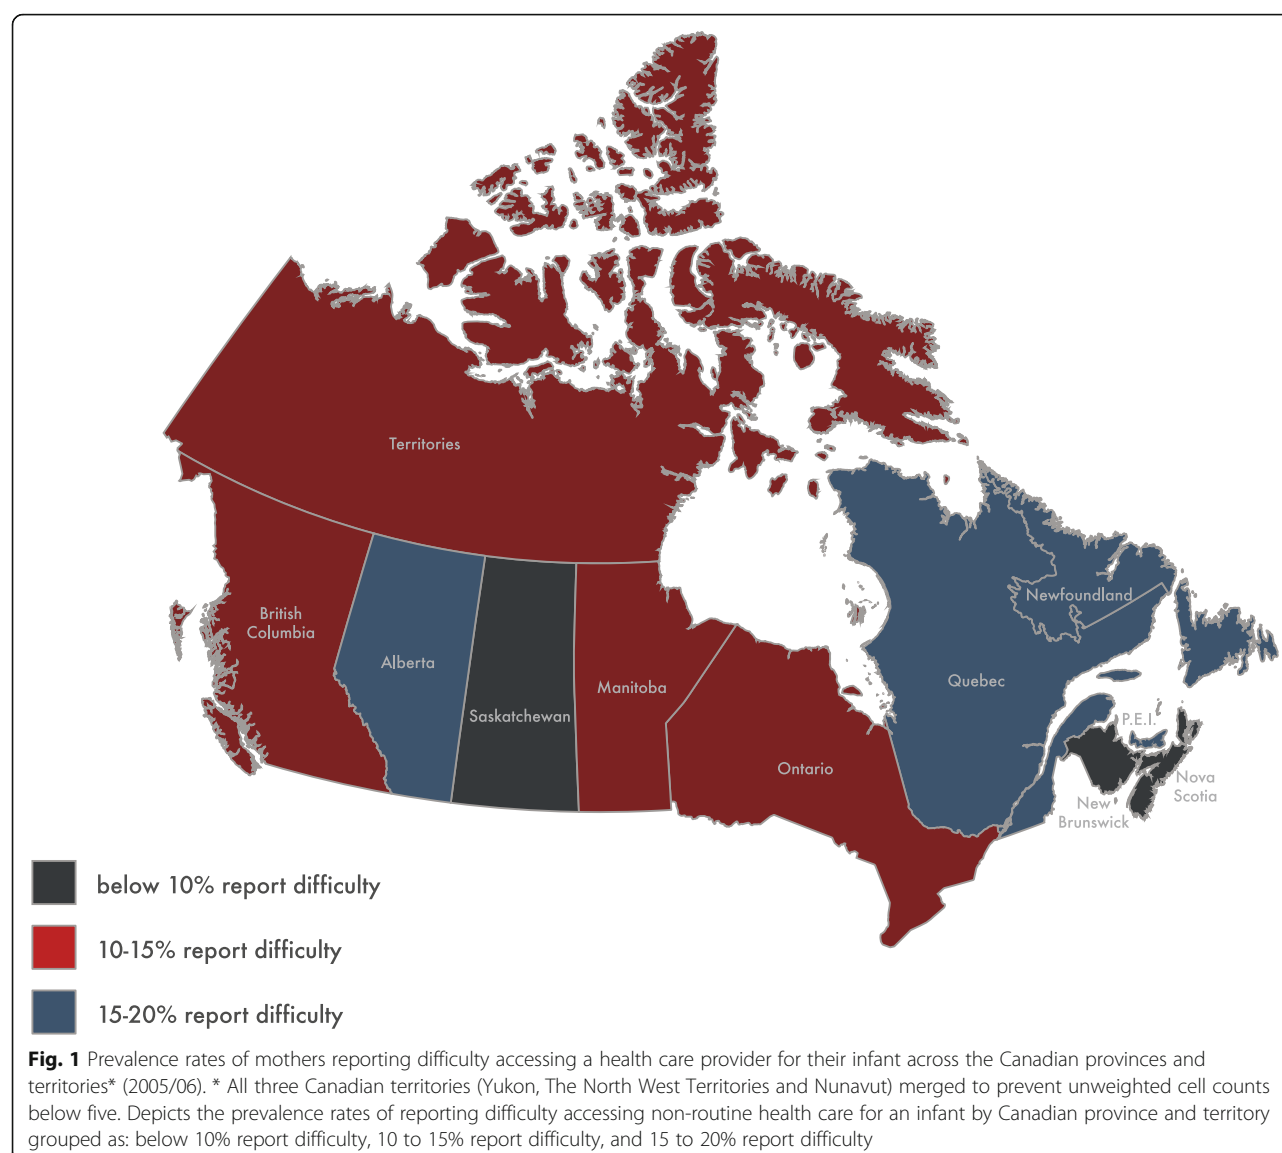 Territories
British
Columbia
Alberta
Saskatchewan
Manitoba
Ontario
Quebec
Newfoundland
P.E.I.
Nova
Scotia
New
Brunswick
below 10% report difficulty
10-15% report difficulty
15-20% report difficulty
Fig. 1 Prevalence rates of mothers reporting difficulty accessing a health care provider for their infant across the Canadian provinces and
territories* (2005/06). * All three Canadian territories (Yukon, The North West Territories and Nunavut) merged to prevent unweighted cell counts
below five. Depicts the prevalence rates of reporting difficulty accessing non-routine health care for an infant by Canadian province and territory
grouped as: below 10% report difficulty, 10 to 15% report difficulty, and 15 to 20% report difficulty